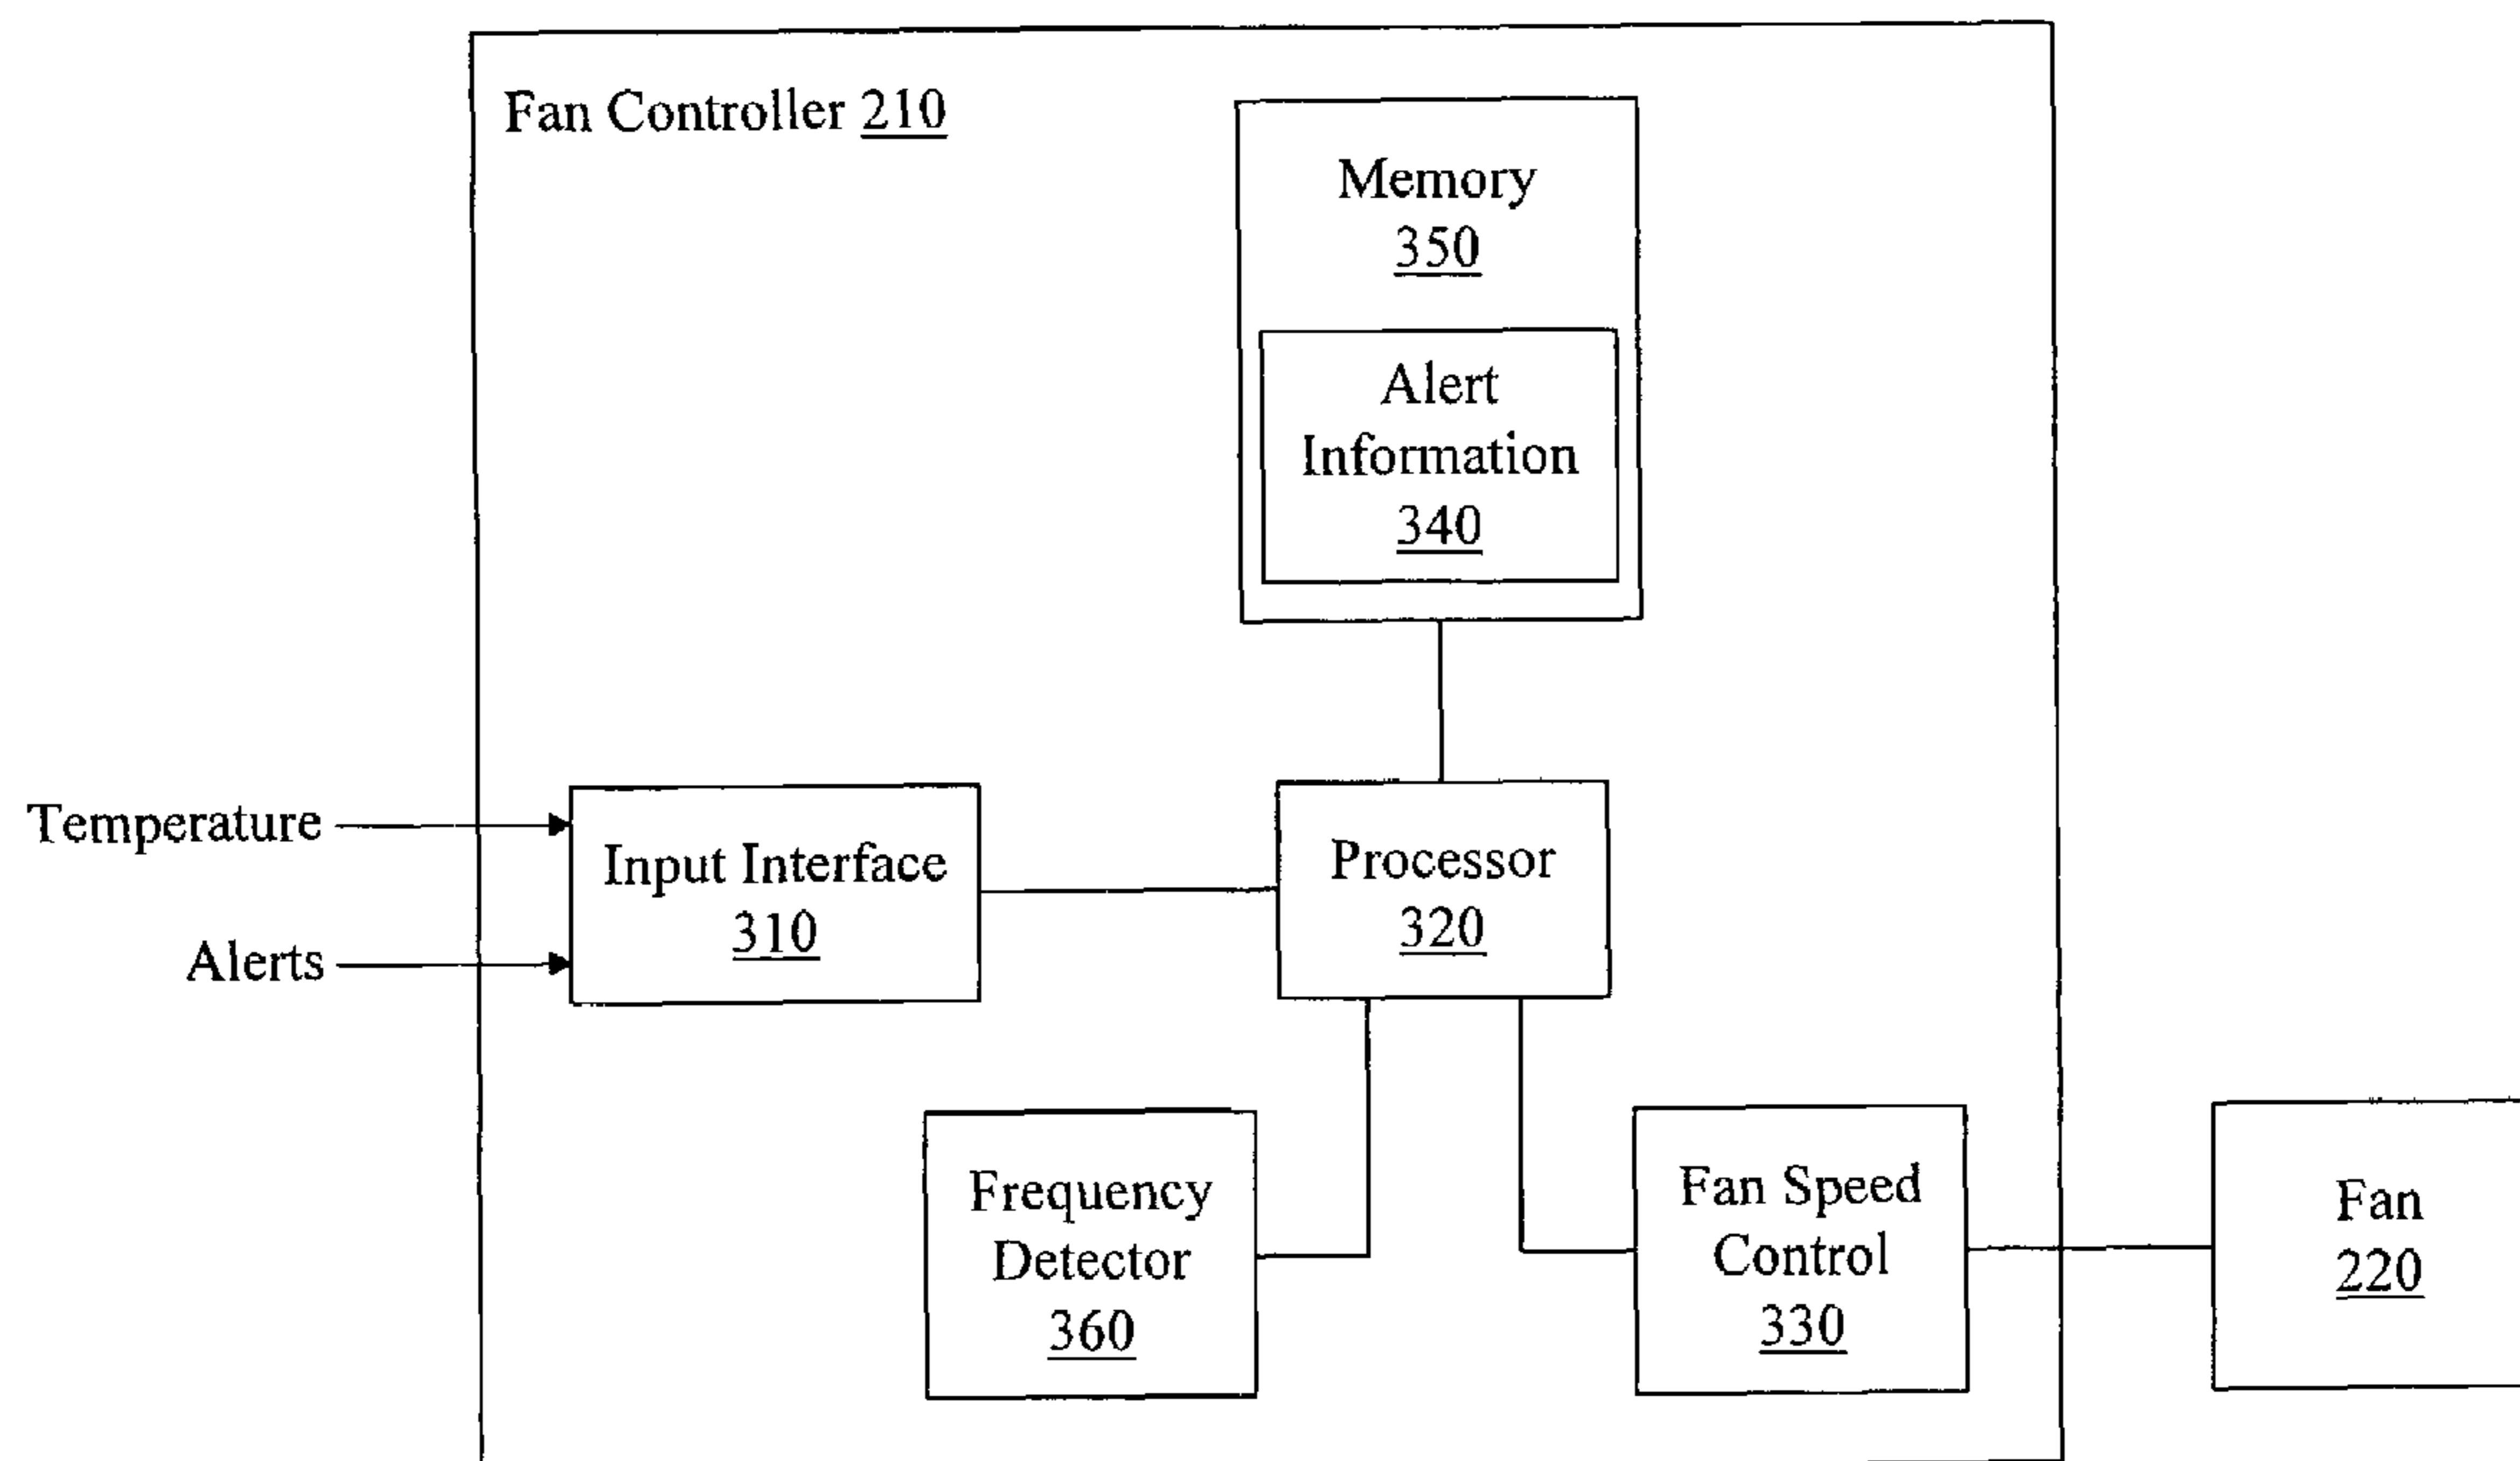 Fan Controller 210
Memory
350
Alert
Information
340
Temperature
Alerts
Input Interface
310
Processor
320
Frequency
Detector
360
Fan Speed
Control
330
Fan
220